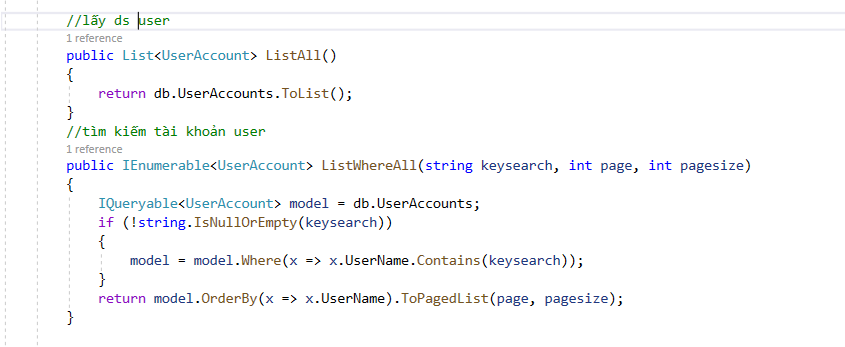 //lấy ds user
1 reference
public List<UserAccount> ListAll()
{
return db.UserAccounts.ToList();
}
//tìm kiếm tài khoản user
1 reference
public IEnumerable<UserAccount> ListWhereAll(string keysearch, int page, int pagesize)
{
IQueryable<UserAccount> model = db.UserAccounts;
if (!string.IsNullOrEmpty(keysearch))
{
model = model.Where(x => x.UserName.Contains(keysearch));
}
return model.OrderBy(x => x.UserName).ToPagedList(page, pagesize);
}